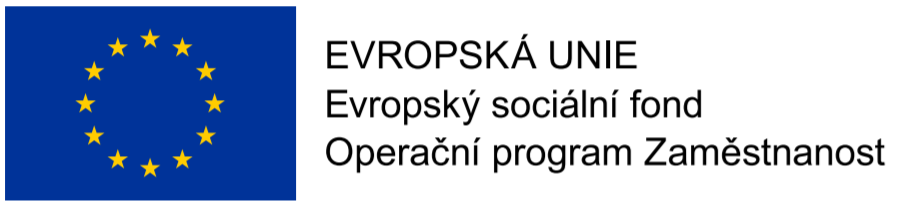 EVROPSKÁ UNIE
Evropský sociální fond
Operační program Zaměstnanost